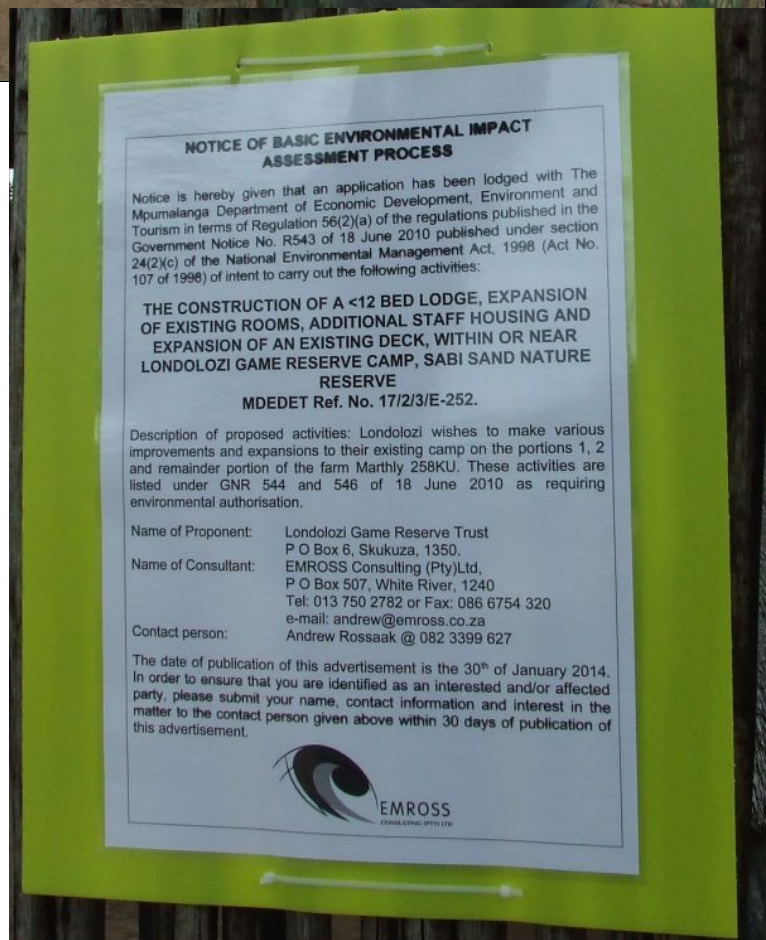 NOTICE OF BASIC ENVIRONMENTAL IMPACT
ASSESSMENT PROCESS
Notice is hereby given that an application has been lodged with The
Mpumalanga Department of Economic Development, Environment and
Tourism in terms of Regulation 56(2)(a) of the regulations published in the
Government Notice No. R543 of 18 June 2010 published under section
24(2)(c) of the National Environmental Management Act, 1998 (Act No.
107 of 1998) of intent to carry out the following activities:
THE CONSTRUCTION OF A <12 BED LODGE, EXPANSION
OF EXISTING ROOMS, ADDITIONAL STAFF HOUSING AND
EXPANSION OF AN EXISTING DECK, WITHIN OR NEAR
LONDOLOZI GAME RESERVE CAMP, SABI SAND NATURE
RESERVE
MDEDET Ref. No. 17/2/3/E-252.
Description of proposed activities: Londolozi wishes to make various
improvements and expansions to their existing camp on the portions 1, 2
and remainder portion of the farm Marthly 258KU. These activities are
listed under GNR 544 and 546 of 18 June 2010 as requiring
environmental authorisation.
Name of Proponent: Londolozi Game Reserve Trust
P O Box 6, Skukuza, 1350.
Name of Consultant: EMROSS Consulting (Pty)Ltd,
P O Box 507, White River, 1240
Tel: 013 750 2782 or Fax: 086 6754 320
e-mail: andrew@emross.co.za
Contact person: Andrew Rossaak @ 082 3399 627
The date of publication of this advertisement is the 30th of January 2014.
In order to ensure that you are identified as an interested and/or affected
party, please submit your name, contact information and interest in the
matter to the contact person given above within 30 days of publication of
this advertisement.
EMROSS
CONSULTING (PTY) LTD